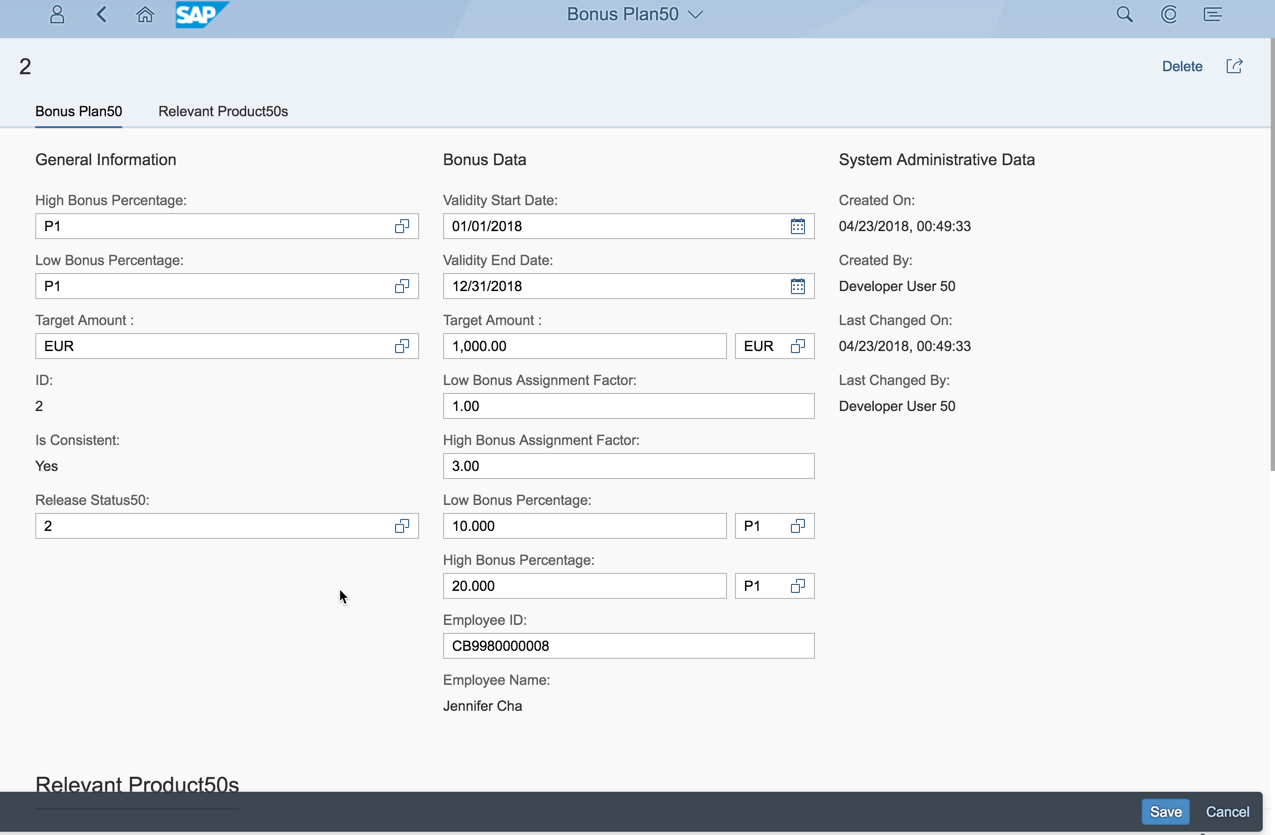 SAP
Bonus Plan50
2
Delete
Bonus Plan50
Relevant Product50s
General Information
High Bonus Percentage:
P1
Low Bonus Percentage:
P1
Target Amount :
EUR
ID:
2
Is Consistent:
Yes
Release Status50:
2
Bonus Data
Validity Start Date:
01/01/2018
Validity End Date:
12/31/2018
Target Amount :
1,000.00 EUR
Low Bonus Assignment Factor:
1.00
High Bonus Assignment Factor:
3.00
Low Bonus Percentage:
10.000 P1
High Bonus Percentage:
20.000 P1
Employee ID:
CB9980000008
Employee Name:
Jennifer Cha
System Administrative Data
Created On:
04/23/2018, 00:49:33
Created By:
Developer User 50
Last Changed On:
04/23/2018, 00:49:33
Last Changed By:
Developer User 50
Relevant Product50s
Save
Cancel